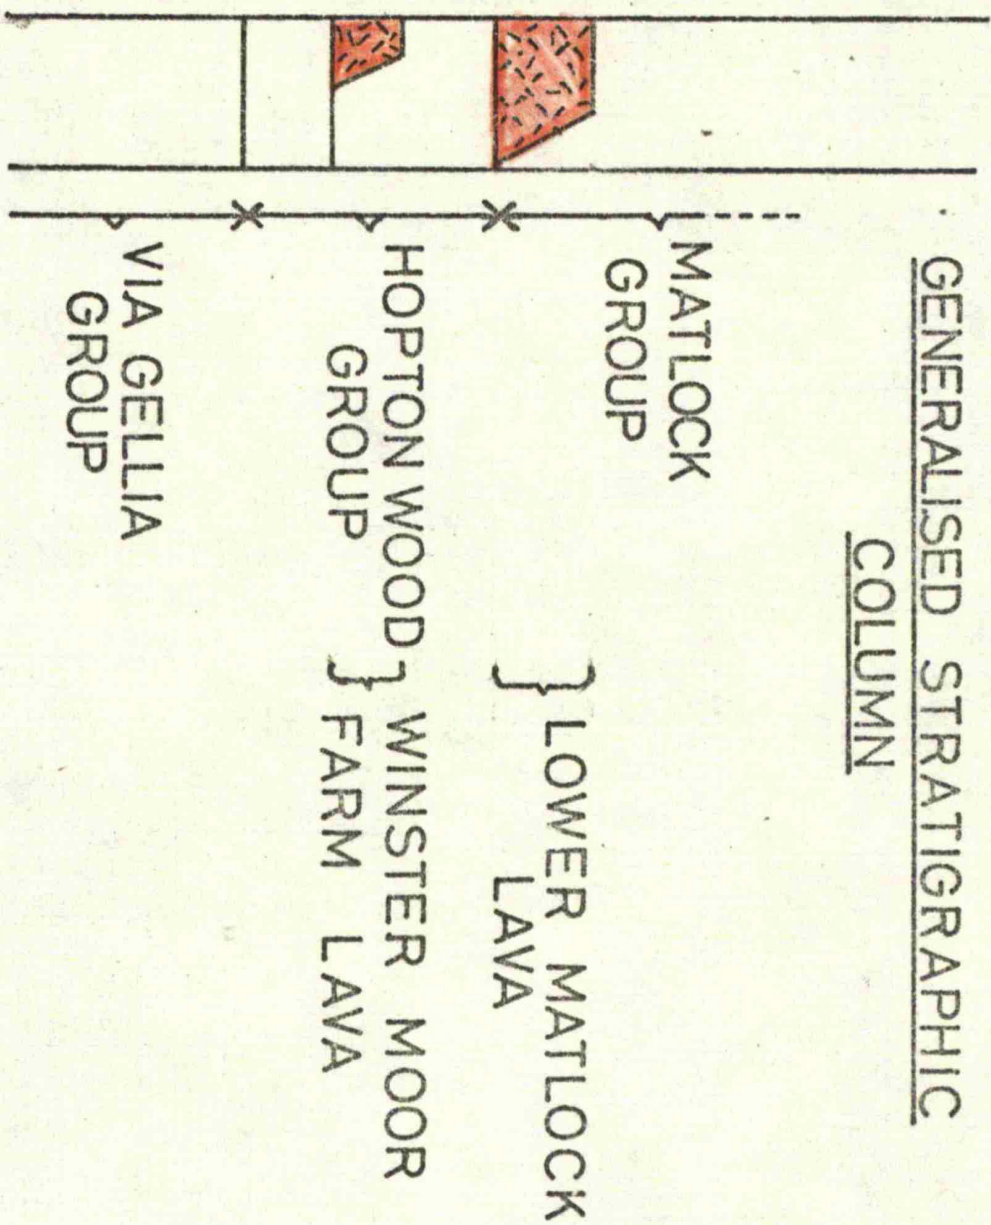 GENERALISED STRATIGRAPHIC
COLUMN
MATLOCK
GROUP
LOWER MATLOCK
LAVA
HOPTON WOOD
GROUP
WINSTER MOOR
FARM LAVA
VIA GELLIA
GROUP